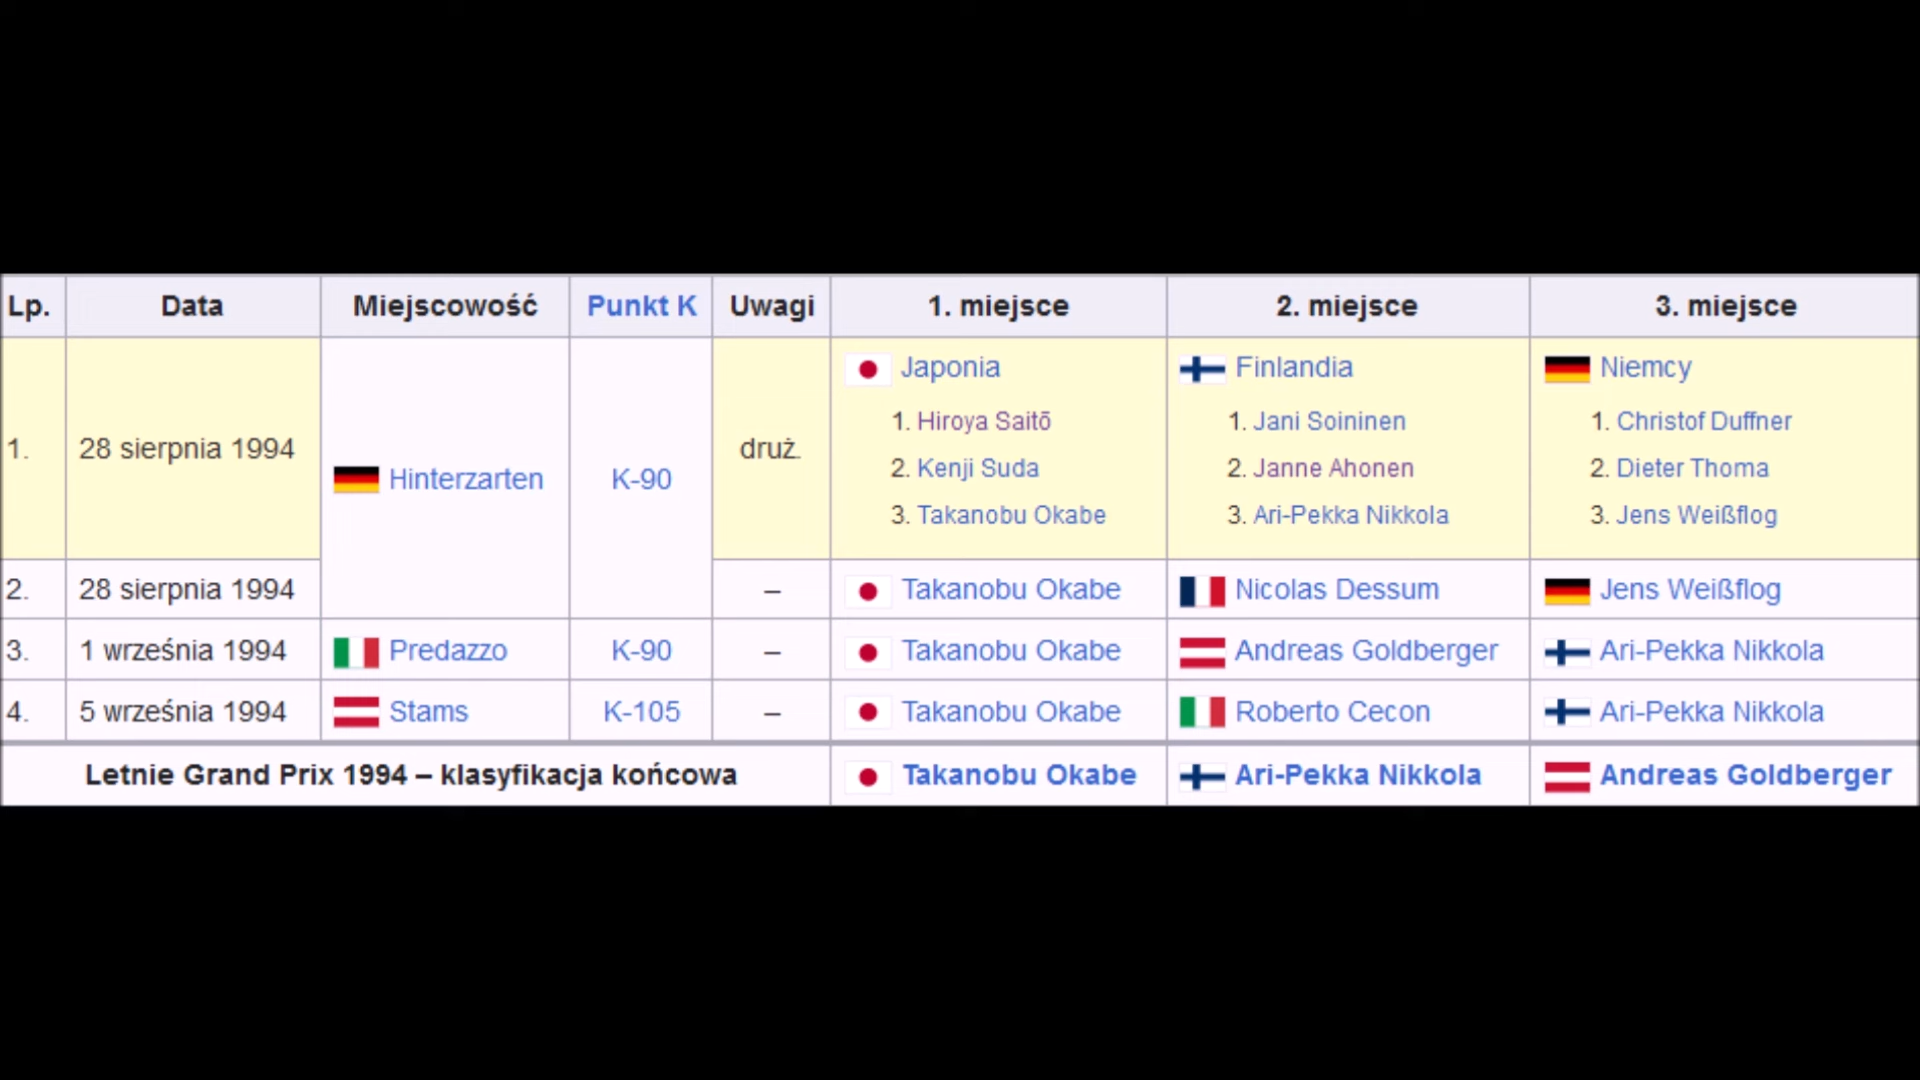 Lp. Data Miejscowość Punkt K Uwagi 1. miejsce 2. miejsce 3. miejsce
1. 28 sierpnia 1994 Hinterzarten K-90 druż. Japonia Finlandia Niemcy
1. Hiroya Saitō 1. Jani Soininen 1. Christof Duffner
2. Kenji Suda 2. Janne Ahonen 2. Dieter Thoma
3. Takanobu Okabe 3. Ari-Pekka Nikkola 3. Jens Weißflog
2. 28 sierpnia 1994 – Takanobu Okabe Nicolas Dessum Jens Weißflog
3. 1 września 1994 Predazzo K-90 – Takanobu Okabe Andreas Goldberger Ari-Pekka Nikkola
4. 5 września 1994 Stams K-105 – Takanobu Okabe Roberto Cecon Ari-Pekka Nikkola
Letnie Grand Prix 1994 – klasyfikacja końcowa Takanobu Okabe Ari-Pekka Nikkola Andreas Goldberger